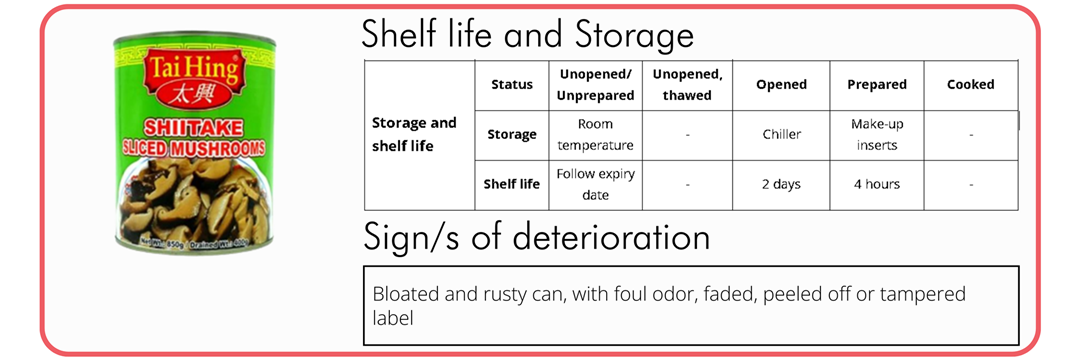 Tai Hing
太興
SHIITAKE
SLICED MUSHROOMS
Net Wt.: 850g / Drained Wt.: 400g
Shelf life and Storage
Storage and
shelf life
Status
Unopened/
Unprepared
Unopened,
thawed
Opened
Prepared
Cooked
Storage
Room
temperature
-
Chiller
Make-up
inserts
-
Shelf life
Follow expiry
date
-
2 days
4 hours
-
Sign/s of deterioration
Bloated and rusty can, with foul odor, faded, peeled off or tampered
label